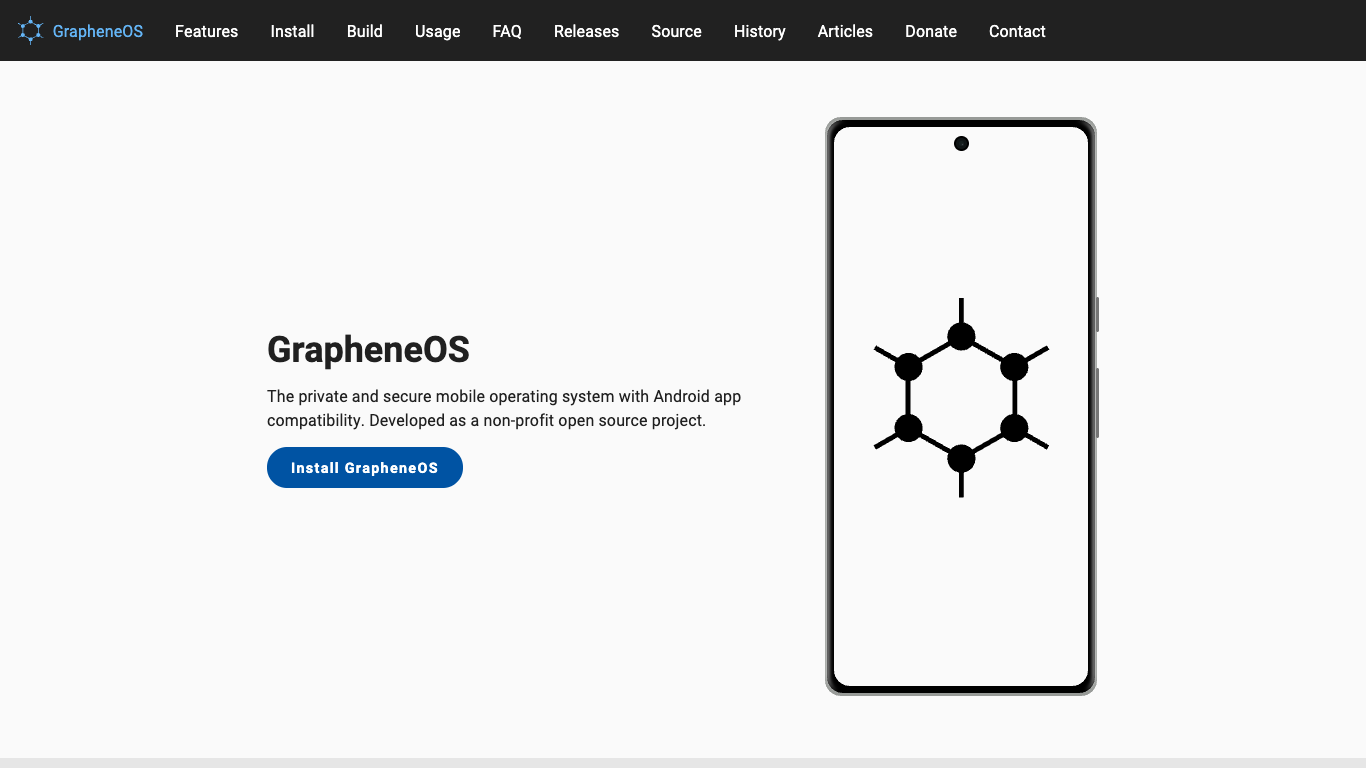 GrapheneOS Features Install Build Usage FAQ Releases Source History Articles Donate Contact
GrapheneOS
The private and secure mobile operating system with Android app
compatibility. Developed as a non-profit open source project.
Install GrapheneOS